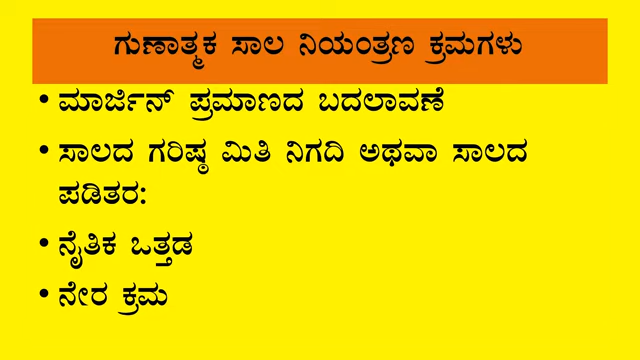 ಗುಣಾತ್ಮಕ ಸಾಲ ನಿಯಂತ್ರಣ ಕ್ರಮಗಳು
• ಮಾರ್ಜಿನ್ ಪ್ರಮಾಣದ ಬದಲಾವಣೆ
• ಸಾಲದ ಗರಿಷ್ಠ ಮಿತಿ ನಿಗದಿ ಅಥವಾ ಸಾಲದ
ಪಡಿತರ:
• ನೈತಿಕ ಒತ್ತಡ
• ನೇರ ಕ್ರಮ